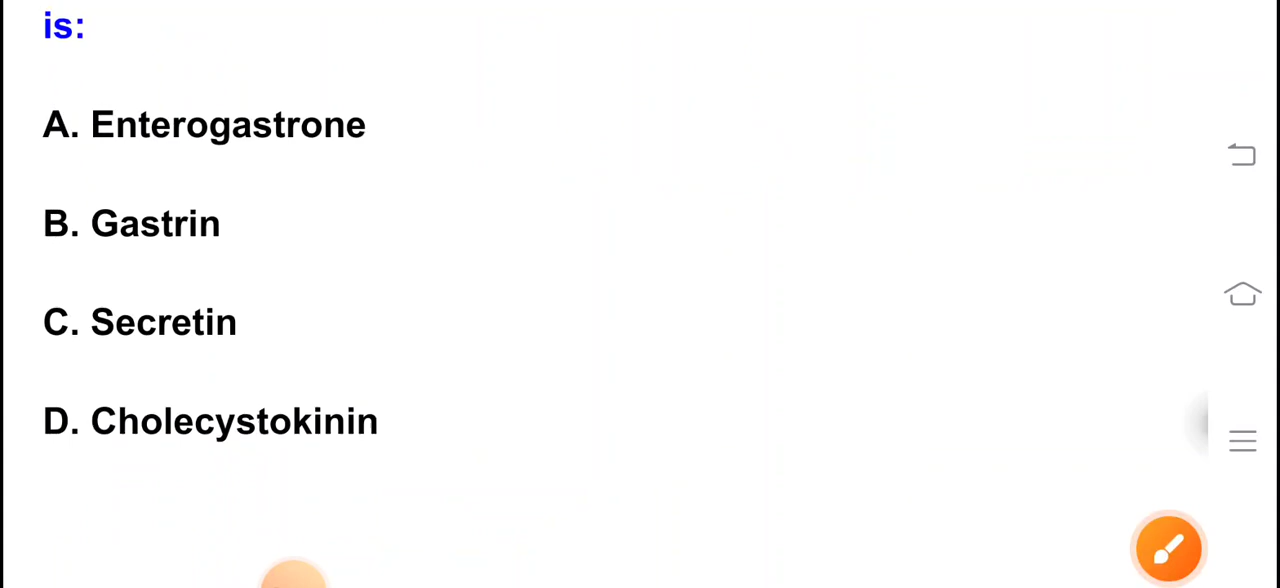 is:
A. Enterogastrone
B. Gastrin
C. Secretin
D. Cholecystokinin